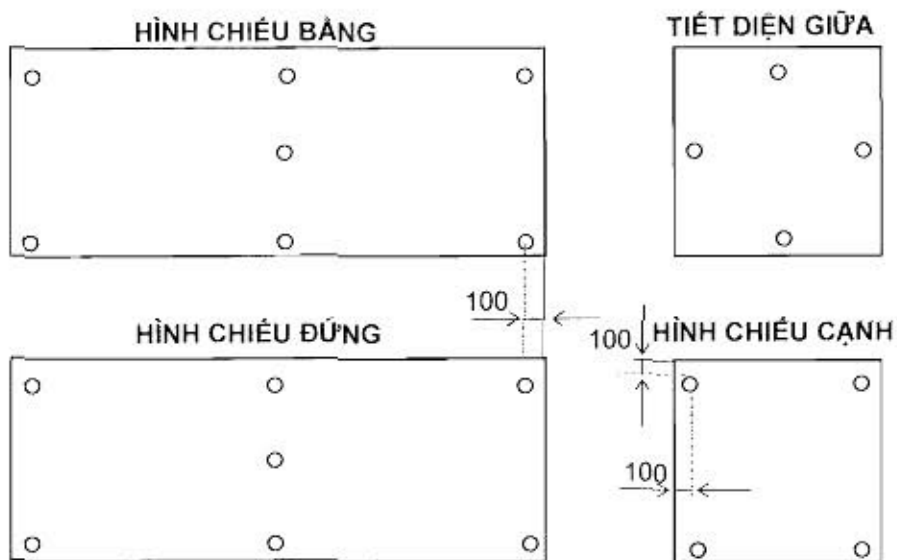 HÌNH CHIẾU BẰNG
TIẾT DIỆN GIỮA
100
HÌNH CHIẾU ĐỨNG
100
HÌNH CHIẾU CẠNH
100